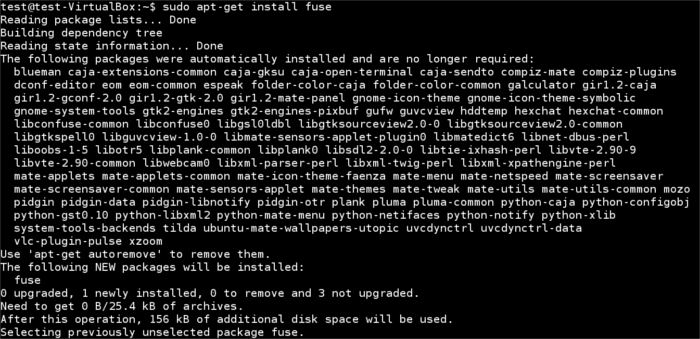 test@test-VirtualBox:~$ sudo apt-get install fuse
Reading package lists... Done
Building dependency tree
Reading state information... Done
The following packages were automatically installed and are no longer required:
  blueman caja-extensions-common caja-gksu caja-open-terminal caja-sendto compiz-mate compiz-plugins
  dconf-editor eom eom-common espeak folder-color-caja folder-color-common galculator gir1.2-caja
  gir1.2-gconf-2.0 gir1.2-gtk-2.0 gir1.2-mate-panel gnome-icon-theme gnome-icon-theme-symbolic
  gnome-system-tools gtk2-engines gtk2-engines-pixbuf gufw guvcview hddtemp hexchat hexchat-common
  libconfuse-common libconfuse0 libgsl0ldbl libgtksourceview2.0-0 libgtksourceview2.0-common
  libgtkspell0 libguvcview-1.0-0 libmate-sensors-applet-plugin0 libmatedict6 libnet-dbus-perl
  liboobs-1-5 libotr5 libplank-common libplank0 libsdl2-2.0-0 libtie-ixhash-perl libvte-2.90-9
  libvte-2.90-common libwebcam0 libxml-parser-perl libxml-twig-perl libxml-xpathengine-perl
  mate-applets mate-applets-common mate-icon-theme-faenza mate-menu mate-netspeed mate-screensaver
  mate-screensaver-common mate-sensors-applet mate-themes mate-tweak mate-utils mate-utils-common mozo
  pidgin pidgin-data pidgin-libnotify pidgin-otr plank pluma pluma-common python-caja python-configobj
  python-gst0.10 python-libxml2 python-mate-menu python-netifaces python-notify python-xlib
  system-tools-backends tilda ubuntu-mate-wallpapers-utopic uvcdynctrl uvcdynctrl-data
  vlc-plugin-pulse xzoom
Use 'apt-get autoremove' to remove them.
The following NEW packages will be installed:
  fuse
0 upgraded, 1 newly installed, 0 to remove and 3 not upgraded.
Need to get 0 B/25.4 kB of archives.
After this operation, 156 kB of additional disk space will be used.
Selecting previously unselected package fuse.